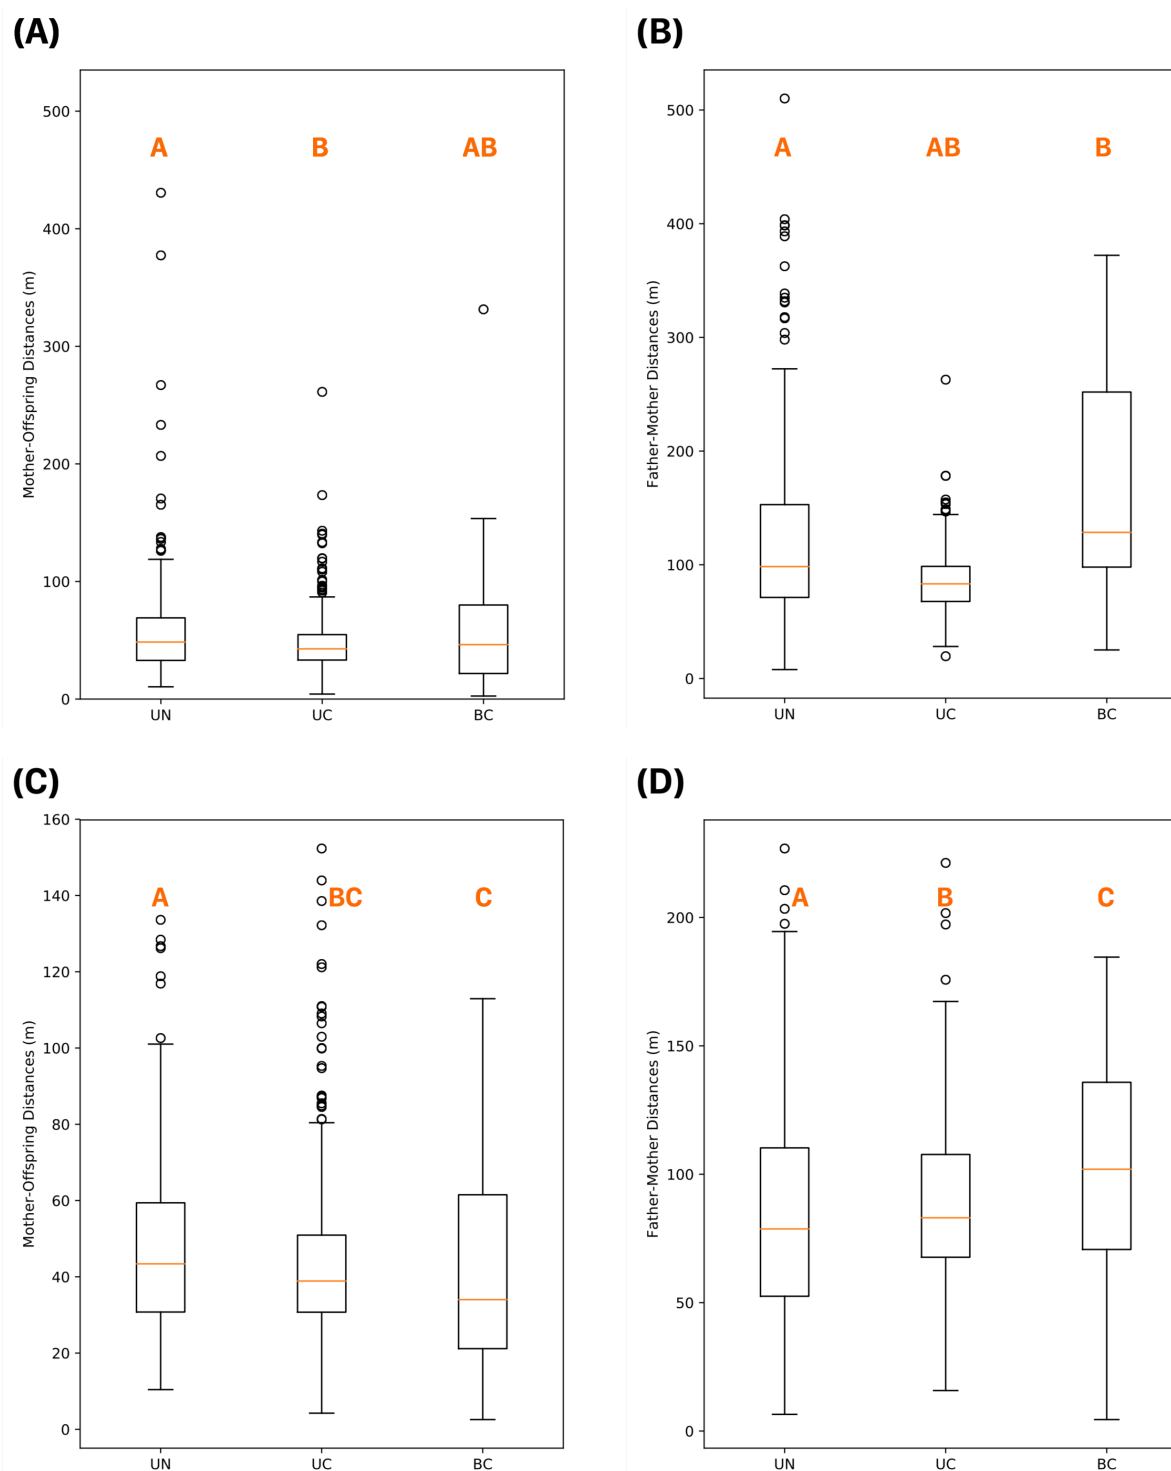 (A)
500
400
300
200
100
0
Mother-Offspring Distances (m)
A
B
AB
UN
UC
BC
(B)
500
400
300
200
100
0
Father-Mother Distances (m)
A
AB
B
UN
UC
BC
(C)
160
140
120
100
80
60
40
20
0
Mother-Offspring Distances (m)
A
BC
C
UN
UC
BC
(D)
200
150
100
50
0
Father-Mother Distances (m)
A
B
C
UN
UC
BC